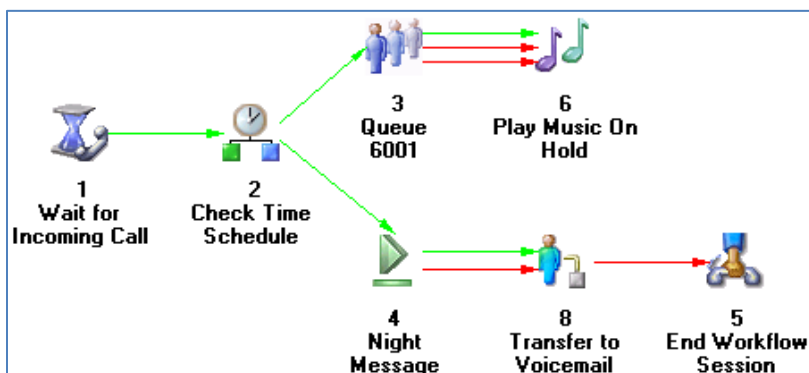 3
Queue
6001
6
Play Music On
Hold
1
Wait for
Incoming Call
2
Check Time
Schedule
4
Night
Message
8
Transfer to
Voicemail
5
End Workflow
Session